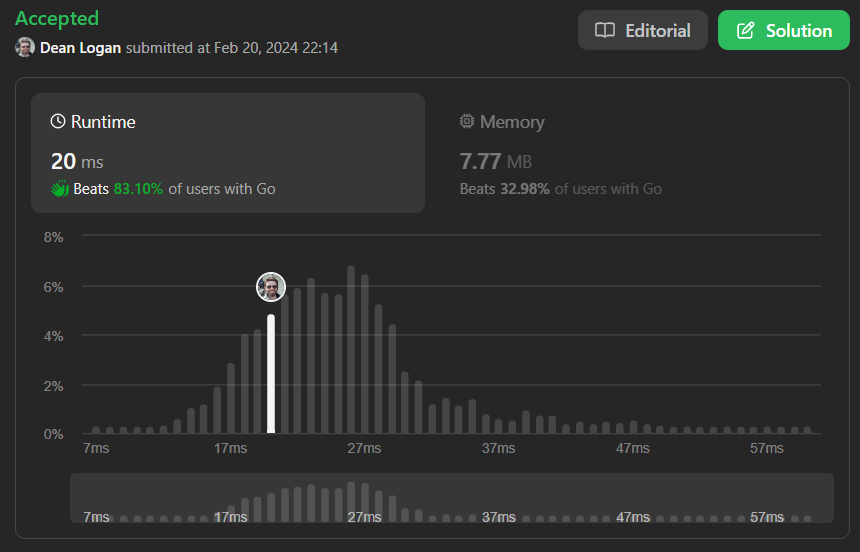 Accepted
Dean Logan submitted at Feb 20, 2024 22:14
Editorial
Solution
Runtime
20 ms
Beats 83.10% of users with Go
Memory
7.77 MB
Beats 32.98% of users with Go
8%
6%
4%
2%
0%
7ms 17ms 27ms 37ms 47ms 57ms
7ms 17ms 27ms 37ms 47ms 57ms